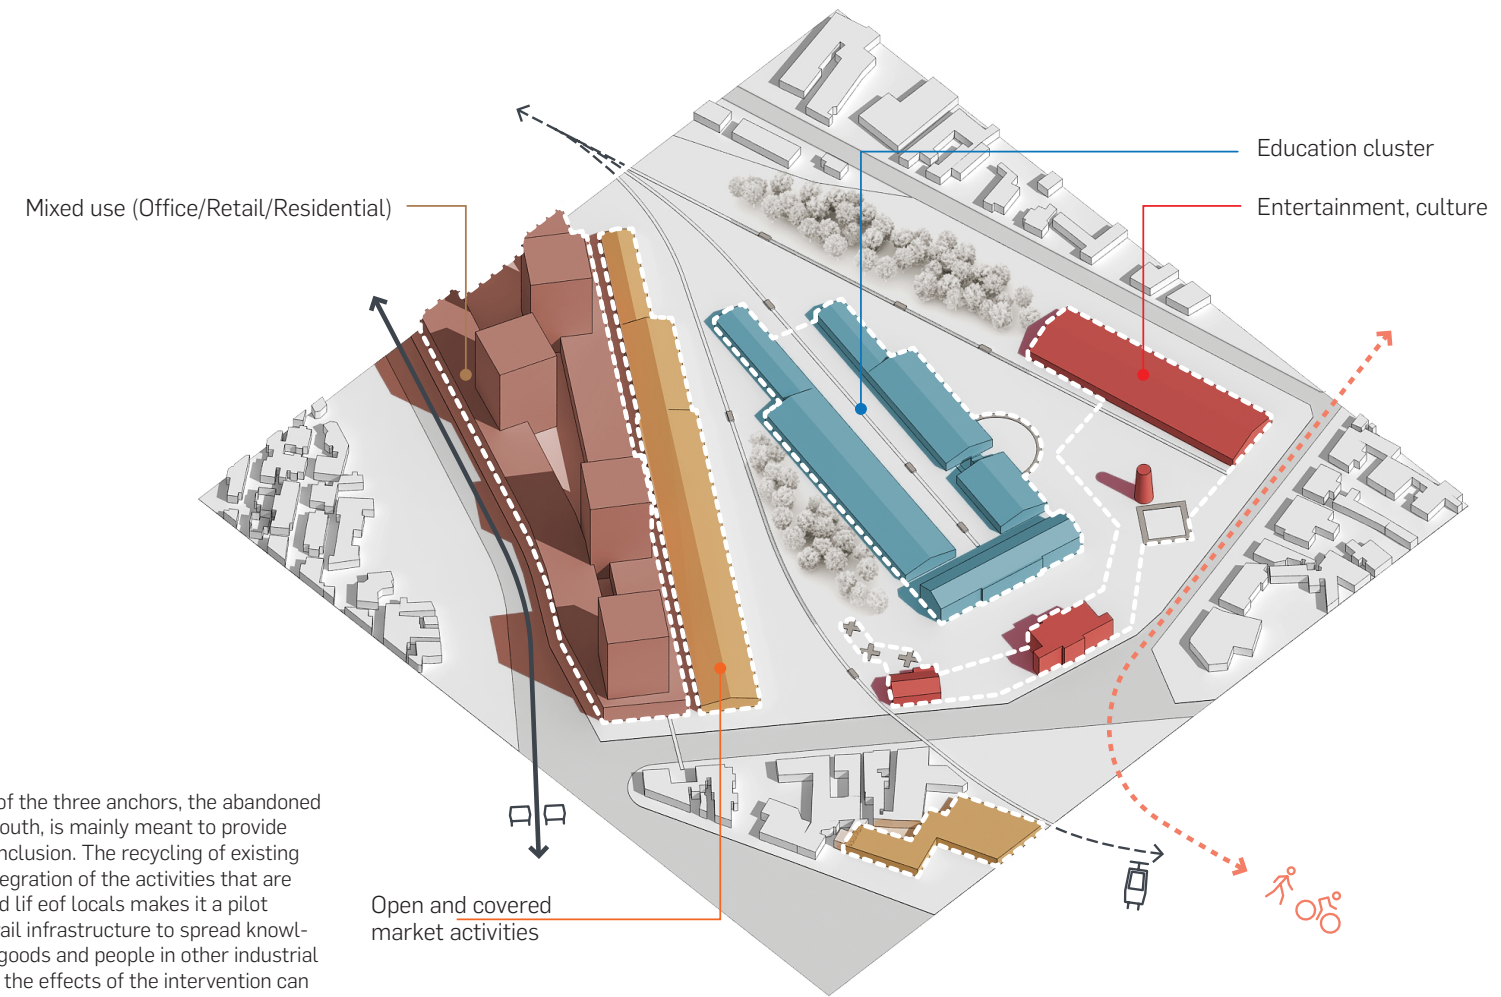 Education cluster
Mixed use (Office/Retail/Residential)
Entertainment, culture
of the three anchors, the abandoned
outh, is mainly meant to provide
nclusion. The recycling of existing
egration of the activities that are
d lif eof locals makes it a pilot
ail infrastructure to spread knowl-
goods and people in other industrial
the effects of the intervention can
Open and covered
market activities